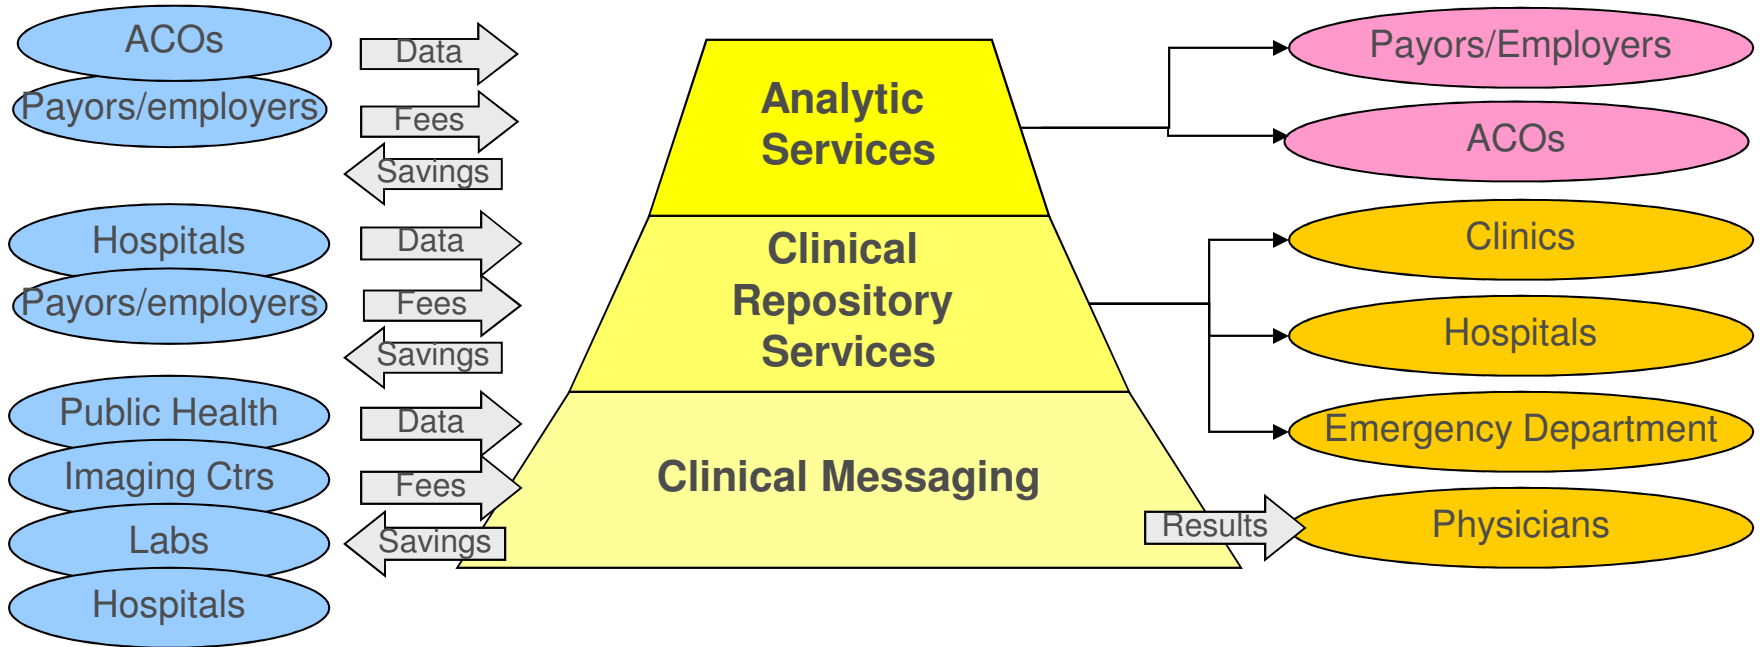 ACOs
Payors/employers
Hospitals
Payors/employers
Public Health
Imaging Ctrs
Labs
Hospitals
Data
Fees
Savings
Data
Fees
Savings
Data
Fees
Savings
Analytic
Services
Clinical
Repository
Services
Clinical Messaging
Results
Payors/Employers
ACOs
Clinics
Hospitals
Emergency Department
Physicians